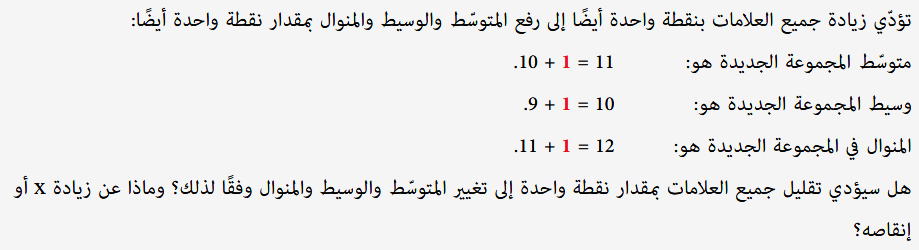 تؤدّي زيادة جميع العلامات بنقطة واحدة أيضًا إلى رفع المتوسّط والوسيط والمنوال بمقدار نقطة واحدة أيضًا:
متوسّط المجموعة الجديدة هو: 11 = 1 + 10.
وسيط المجموعة الجديدة هو: 10 = 1 + 9.
المنوال في المجموعة الجديدة هو: 12 = 1 + 11.
هل سيؤدي تقليل جميع العلامات بمقدار نقطة واحدة إلى تغيير المتوسّط والوسيط والمنوال وفقًا لذلك؟ وماذا عن زيادة x أو
إنقاصه؟